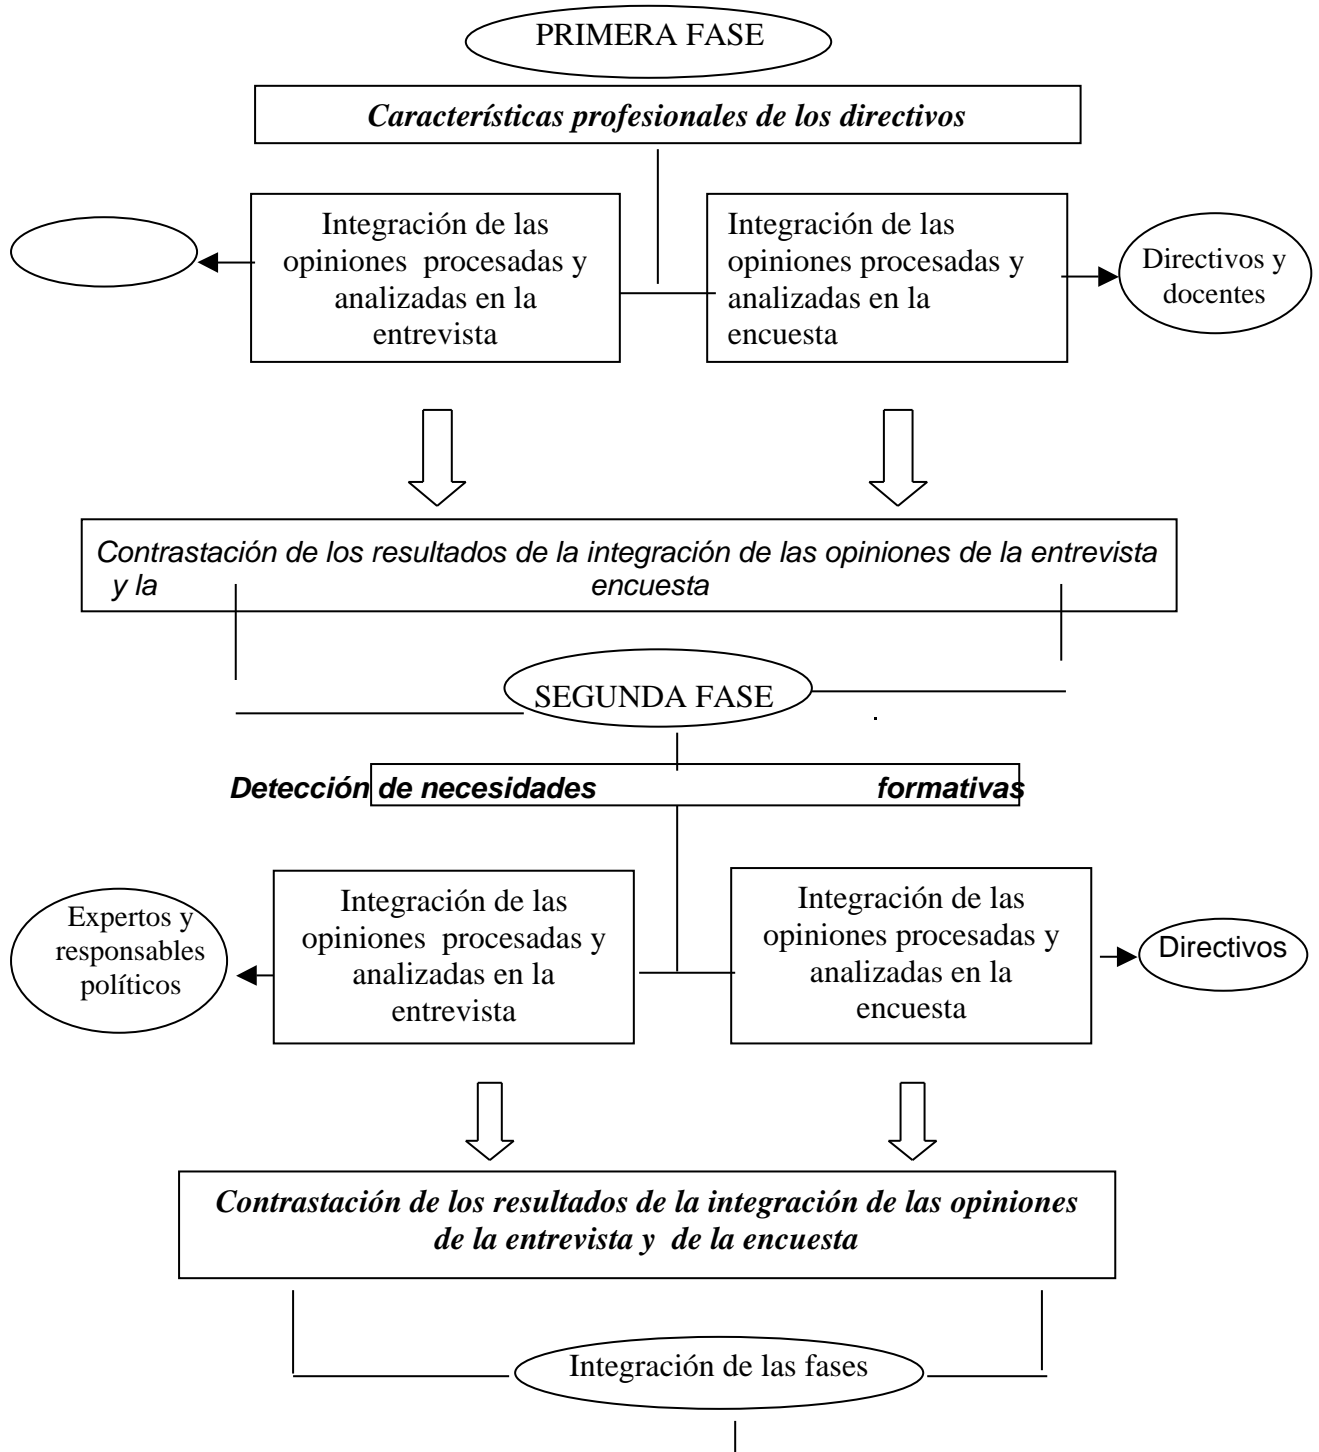 PRIMERA FASE
Características profesionales de los directivos
Integración de las
opiniones procesadas y
analizadas en la
entrevista
Integración de las
opiniones procesadas y
analizadas en la
encuesta
Directivos y
docentes
Contrastación de los resultados de la integración de las opiniones de la entrevista
y la encuesta
SEGUNDA FASE
.
Detección de necesidades formativas
Expertos y
responsables
políticos
Integración de las
opiniones procesadas y
analizadas en la
entrevista
Integración de las
opiniones procesadas y
analizadas en la
encuesta
Directivos
Contrastación de los resultados de la integración de las opiniones
de la entrevista y de la encuesta
Integración de las fases